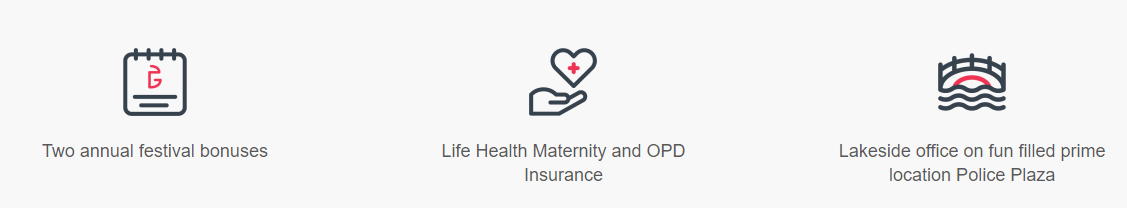 Two annual festival bonuses
Life Health Maternity and OPD
Insurance
Lakeside office on fun filled prime
location Police Plaza